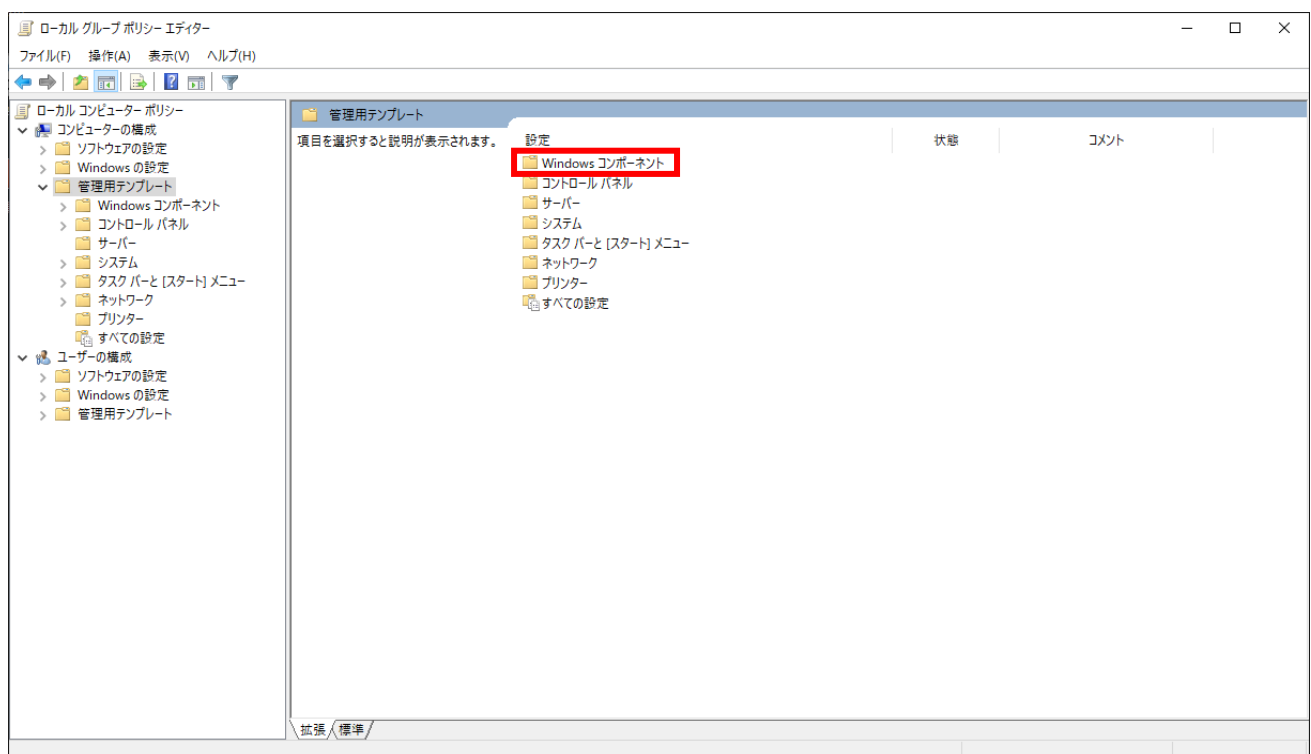 ローカル グループ ポリシー エディター
ファイル(F) 操作(A) 表示(V) ヘルプ(H)
ローカル コンピューター ポリシー
コンピューターの構成
ソフトウェアの設定
Windows の設定
管理用テンプレート
Windows コンポーネント
コントロール パネル
サーバー
システム
タスク バーと [スタート] メニュー
ネットワーク
プリンター
すべての設定
ユーザーの構成
ソフトウェアの設定
Windows の設定
管理用テンプレート
管理用テンプレート
項目を選択すると説明が表示されます。
設定 状態 コメント
Windows コンポーネント
コントロール パネル
サーバー
システム
タスク バーと [スタート] メニュー
ネットワーク
プリンター
すべての設定
拡張 標準